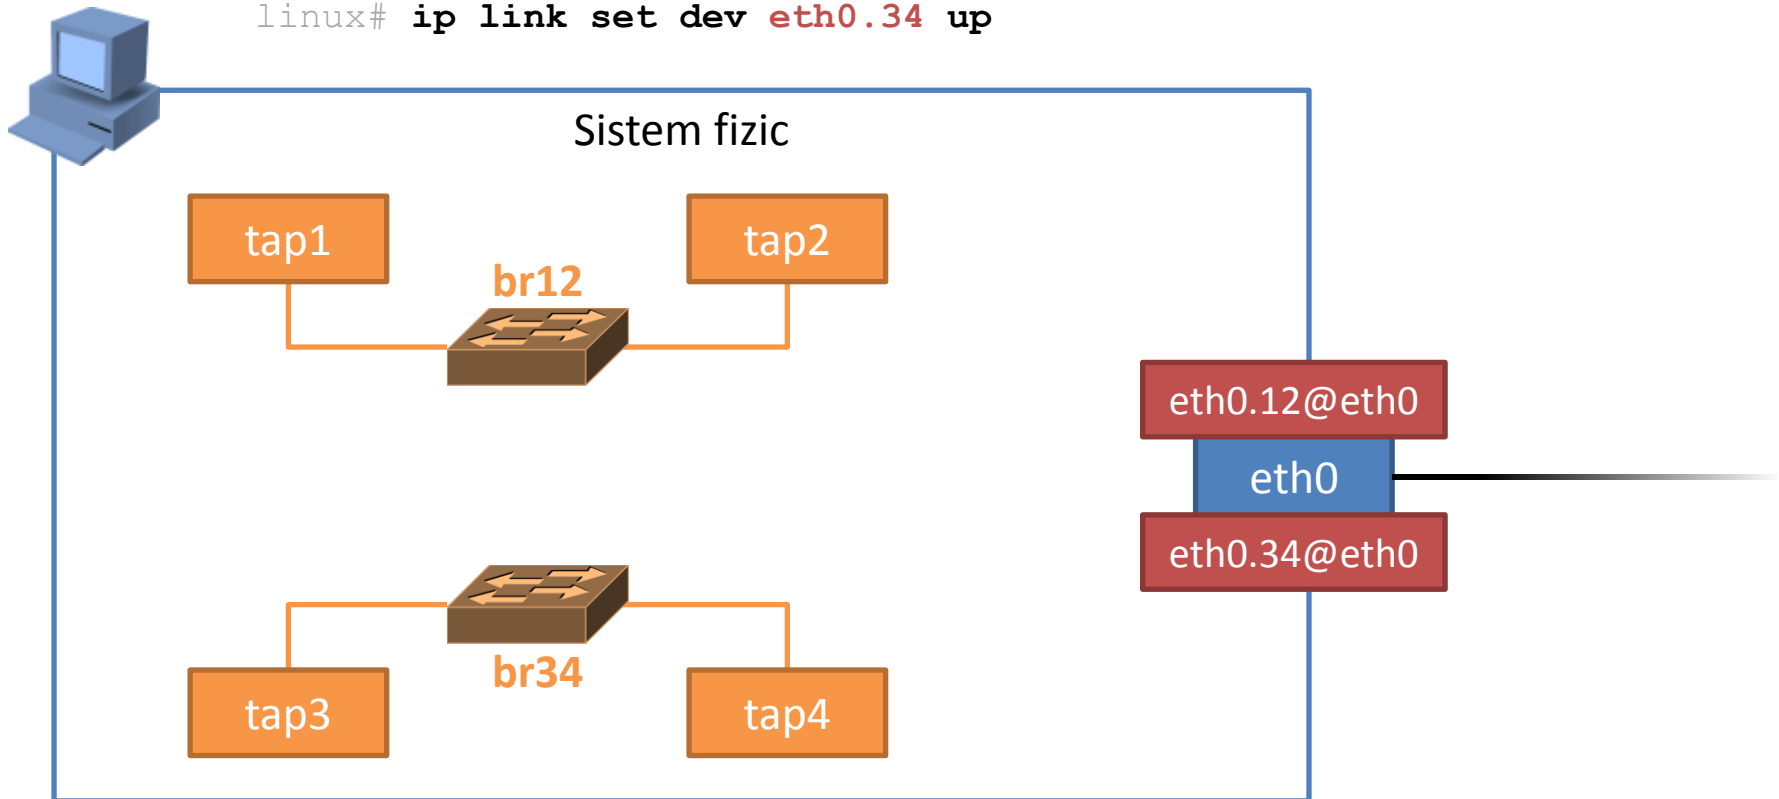 linux# ip link set dev eth0.34 up
Sistem fizic
tap1
tap2
br12
eth0.12@eth0
eth0
eth0.34@eth0
br34
tap3
tap4